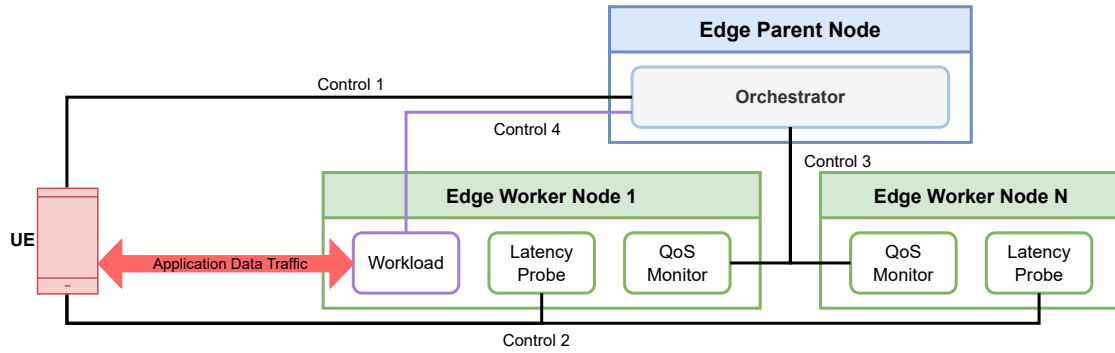 Edge Parent Node
Orchestrator
Control 1
Control 4
Control 3
Edge Worker Node 1
Edge Worker Node N
UE
Application Data Traffic
Workload
Latency
Probe
QoS
Monitor
QoS
Monitor
Latency
Probe
Control 2